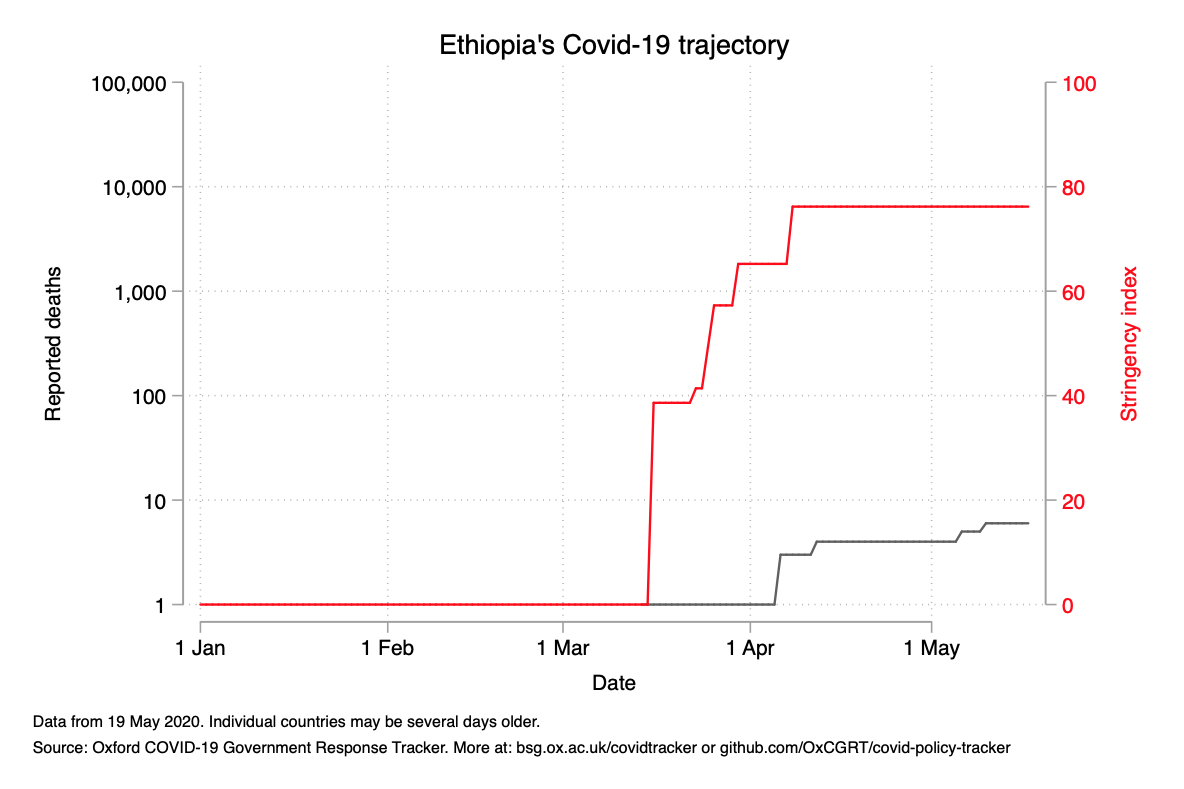 Ethiopia's Covid-19 trajectory
100,000
10,000
1,000
100
10
1
Reported deaths
100
80
60
40
20
0
Stringency index
1 Jan 1 Feb 1 Mar 1 Apr 1 May
Date
Data from 19 May 2020. Individual countries may be several days older.
Source: Oxford COVID-19 Government Response Tracker. More at: bsg.ox.ac.uk/covidtracker or github.com/OxCGRT/covid-policy-tracker